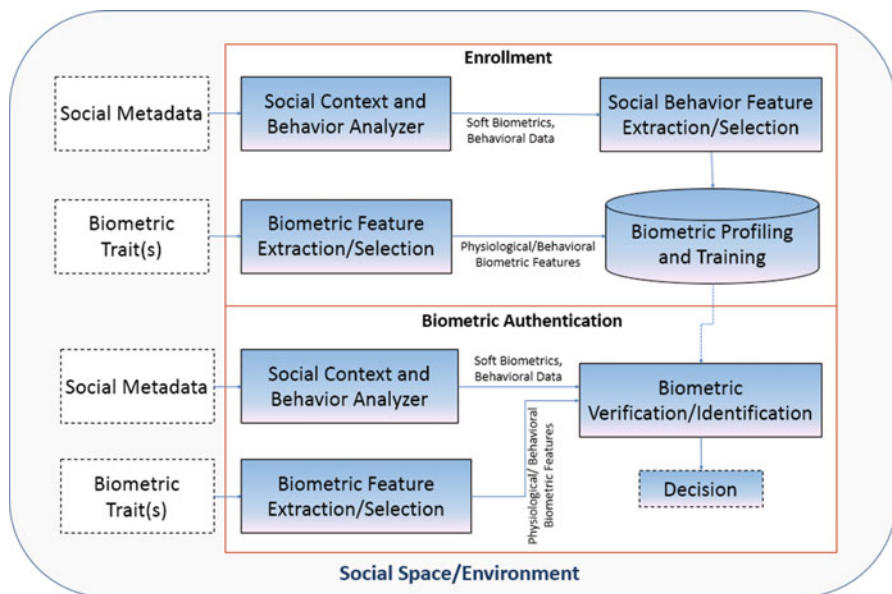 Enrollment
Social Metadata
Social Context and
Behavior Analyzer
Soft Biometrics,
Behavioral Data
Social Behavior Feature
Extraction/Selection
Biometric
Trait(s)
Biometric Feature
Extraction/Selection
Physiological/Behavioral
Biometric Features
Biometric Profiling
and Training
Biometric Authentication
Social Metadata
Social Context and
Behavior Analyzer
Soft Biometrics,
Behavioral Data
Biometric
Verification/Identification
Biometric
Trait(s)
Biometric Feature
Extraction/Selection
Physiological/ Behavioral
Biometric Features
Decision
Social Space/Environment